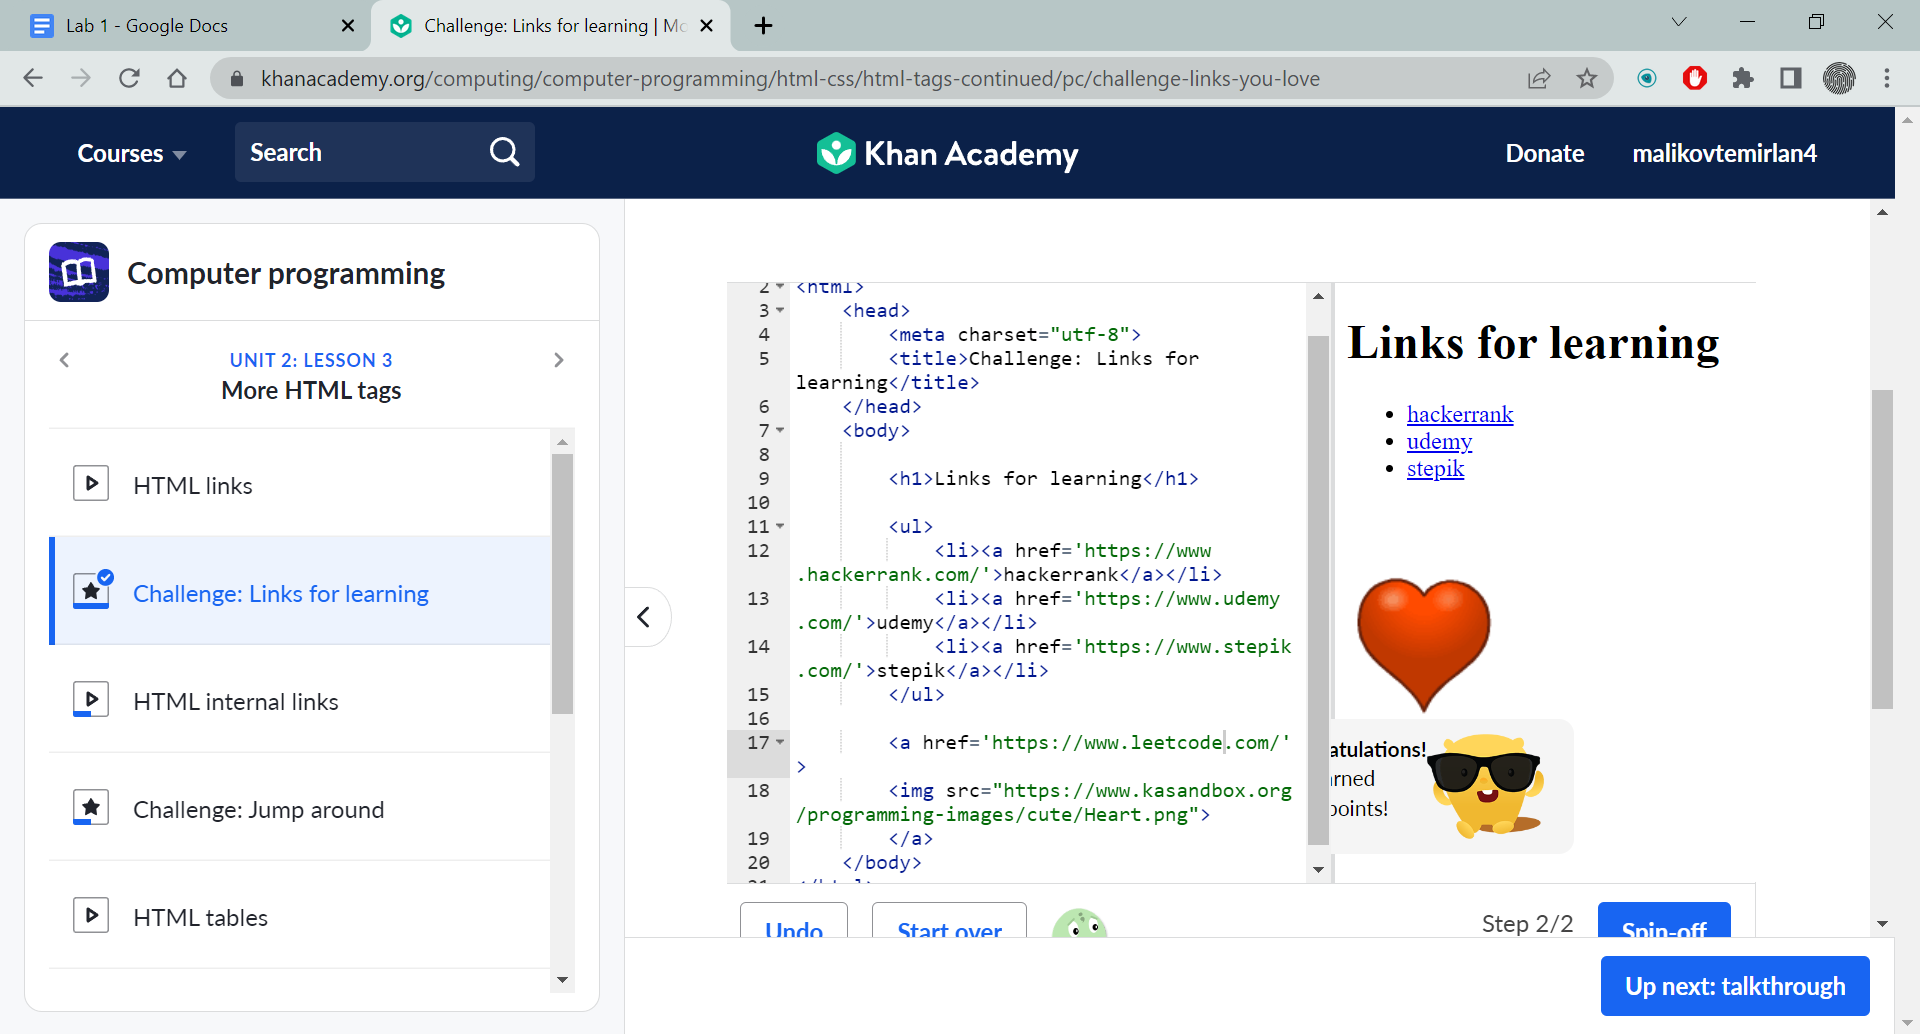 Lab 1 - Google Docs
Challenge: Links for learning | Mo
khanacademy.org/computing/computer-programming/html-css/html-tags-continued/pc/challenge-links-you-love
Courses
Search
Khan Academy
Donate
malikovtemirlan4
Computer programming
UNIT 2: LESSON 3
More HTML tags
HTML links
Challenge: Links for learning
HTML internal links
Challenge: Jump around
HTML tables
2 <html>
3 <head>
4 <meta charset="utf-8">
5 <title>Challenge: Links for
learning</title>
6 </head>
7 <body>
8
9 <h1>Links for learning</h1>
10
11 <ul>
12 <li><a href='https://www
.hackerrank.com/'>hackerrank</a></li>
13 <li><a href='https://www.udemy
.com/'>udemy</a></li>
14 <li><a href='https://www.stepik
.com/'>stepik</a></li>
15 </ul>
16
17 <a href='https://www.leetcode.com/'
>
18 <img src="https://www.kasandbox.org
/programming-images/cute/Heart.png">
19 </a>
20 </body>
21 </html>
Links for learning
hackerrank
udemy
stepik
atulations!
rned
points!
Undo
Start over
Step 2/2
Spin-off
Up next: talkthrough